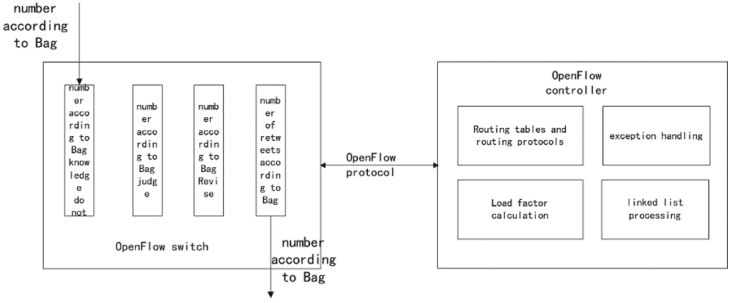 number
according
to Bag
numb
er
acco
rdin
g to
Bag
know
ledg
e
do
not
numb
er
acco
rdin
g to
Bag
judg
e
numb
er
acco
rdin
g to
Bag
Revi
se
numb
er
of
retw
eets
acco
rdin
g to
Bag
OpenFlow switch
number
according
to Bag
OpenFlow
protocol
OpenFlow
controller
Routing tables and
routing protocols
exception handling
Load factor
calculation
linked list
processing